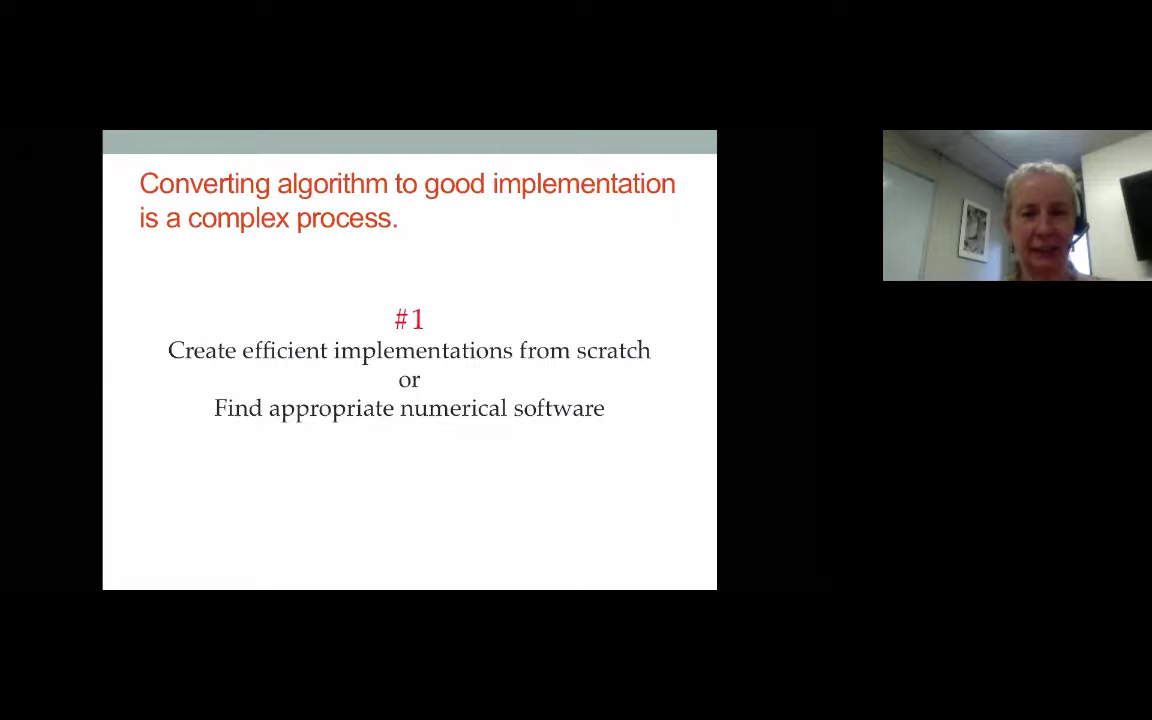 Converting algorithm to good implementation
is a complex process.
#1
Create efficient implementations from scratch
or
Find appropriate numerical software